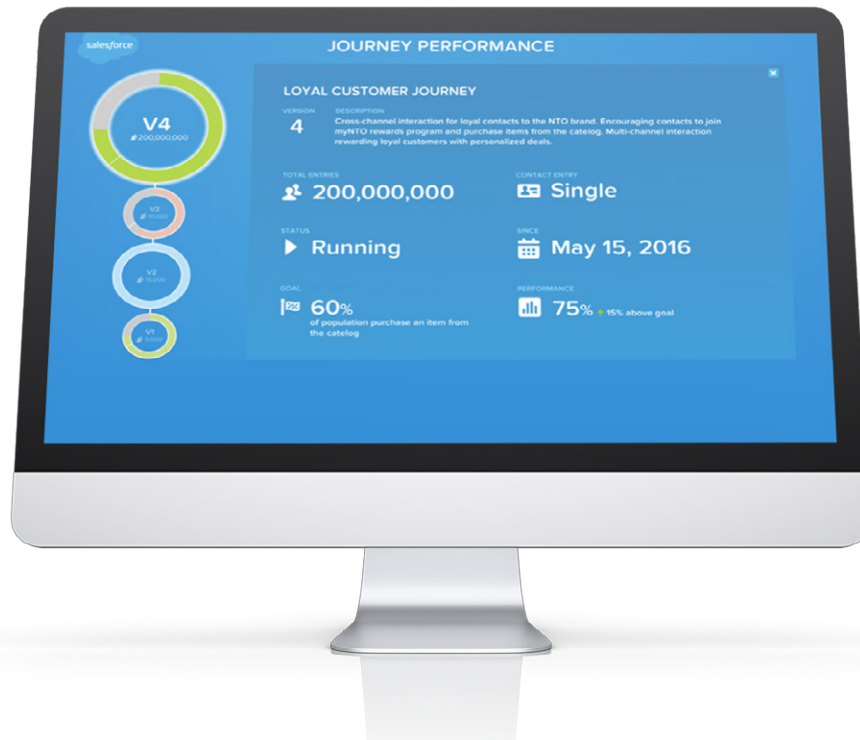 salesforce
JOURNEY PERFORMANCE
V4
200,000,000
V3
V2
V1
LOYAL CUSTOMER JOURNEY
VERSION
4
DESCRIPTION
Cross-channel interaction for loyal contacts to the NTO brand. Encouraging contacts to join
myNTO rewards program and purchase items from the catelog. Multi-channel interaction
rewarding loyal customers with personalized deals.
TOTAL ENTRIES
200,000,000
CONTACT ENTRY
Single
STATUS
Running
SINCE
May 15, 2016
GOAL
60%
of population purchase an item from
the catelog
PERFORMANCE
75% 15% above goal